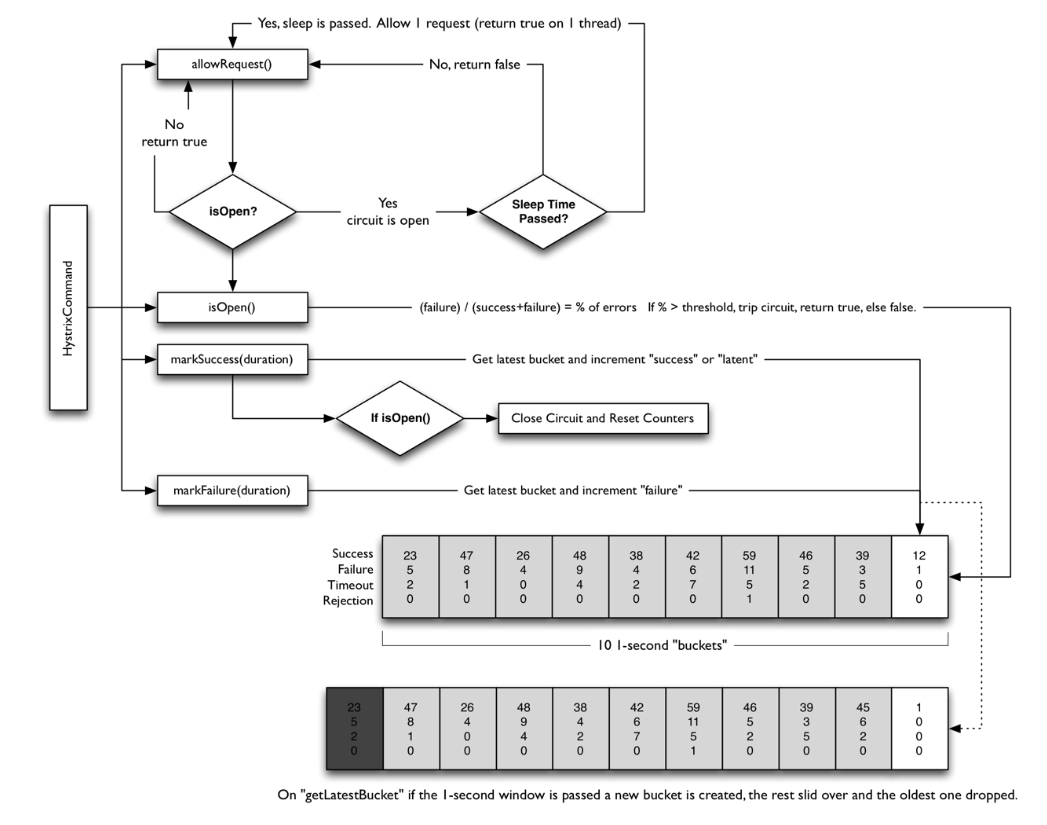 Yes, sleep is passed. Allow 1 request (return true on 1 thread)
allowRequest()
No, return false
No
return true
isOpen?
Yes
circuit is open
Sleep Time
Passed?
HystrixCommand
isOpen()
(failure) / (success+failure) = % of errors If % > threshold, trip circuit, return true, else false.
markSuccess(duration)
Get latest bucket and increment "success" or "latent"
If isOpen()
Close Circuit and Reset Counters
markFailure(duration)
Get latest bucket and increment "failure"
Success 23 47 26 48 38 42 59 46 39 12
Failure 5 8 4 9 4 6 11 5 3 1
Timeout 2 1 0 4 2 7 5 2 5 0
Rejection 0 0 0 0 0 0 1 0 0 0
10 1-second "buckets"
23 47 26 48 38 42 59 46 39 45 1
5 8 4 9 4 6 11 5 3 6 0
2 1 0 4 2 7 5 2 5 2 0
0 0 0 0 0 0 1 0 0 0 0
On "getLatestBucket" if the 1-second window is passed a new bucket is created, the rest slid over and the oldest one dropped.